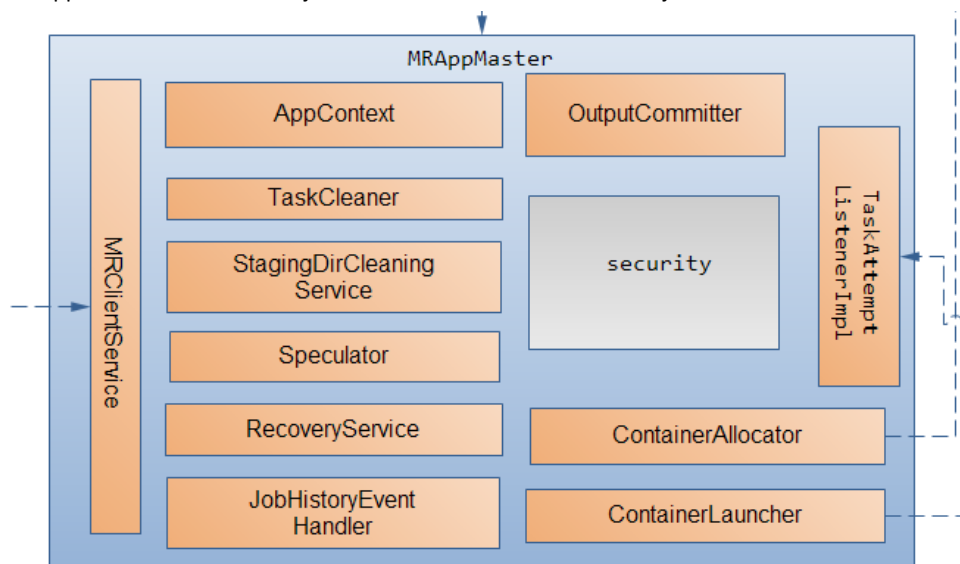 MRAppMaster
MRClientService
AppContext
TaskCleaner
StagingDirCleaning
Service
Speculator
RecoveryService
JobHistoryEvent
Handler
OutputCommitter
security
ContainerAllocator
ContainerLauncher
TaskAttempt
ListenerImpl